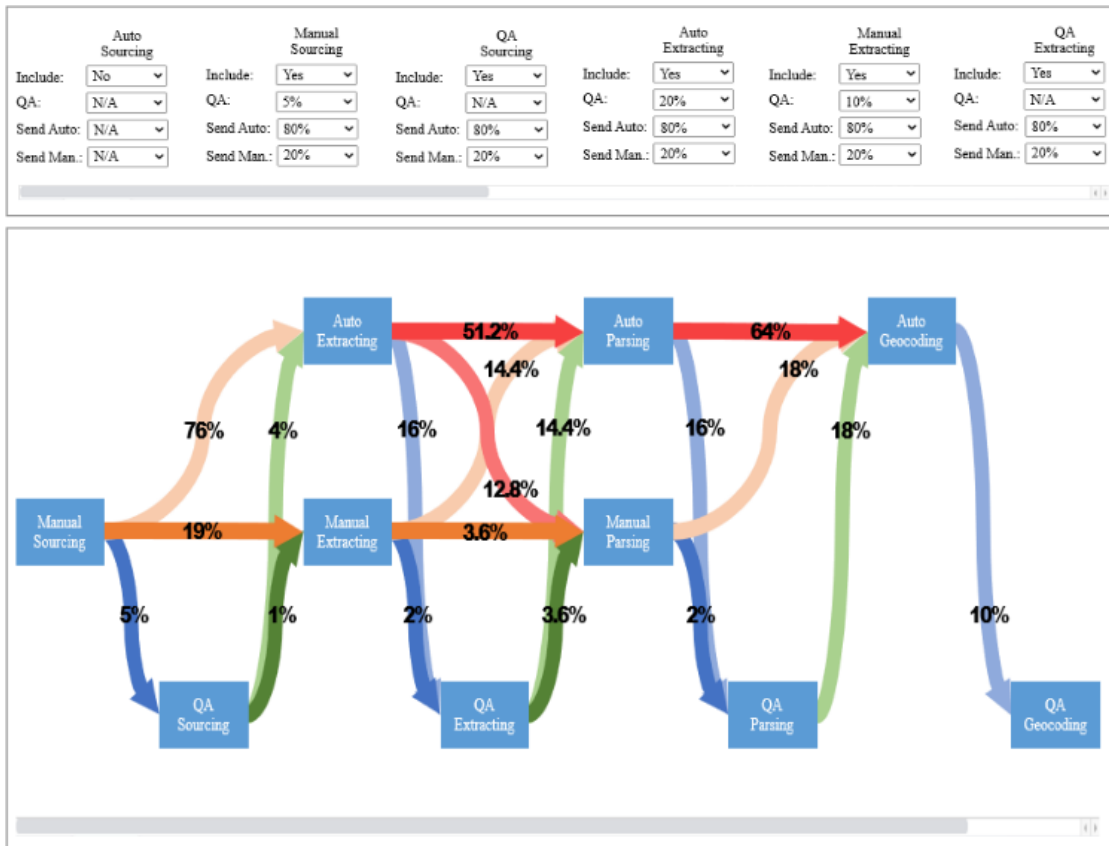 Auto
Sourcing
Include: No
QA: N/A
Send Auto: N/A
Send Man.: N/A
Manual
Sourcing
Include: Yes
QA: 5%
Send Auto: 80%
Send Man.: 20%
QA
Sourcing
Include: Yes
QA: N/A
Send Auto: 80%
Send Man.: 20%
Auto
Extracting
Include: Yes
QA: 20%
Send Auto: 80%
Send Man.: 20%
Manual
Extracting
Include: Yes
QA: 10%
Send Auto: 80%
Send Man.: 20%
QA
Extracting
Include: Yes
QA: N/A
Send Auto: 80%
Send Man.: 20%
Auto
Extracting
51.2%
Auto
Parsing
64%
Auto
Geocoding
14.4%
18%
76%
4%
16%
14.4%
16%
18%
12.8%
Manual
Sourcing
19%
Manual
Extracting
3.6%
Manual
Parsing
5%
1%
2%
3.6%
2%
10%
QA
Sourcing
QA
Extracting
QA
Parsing
QA
Geocoding